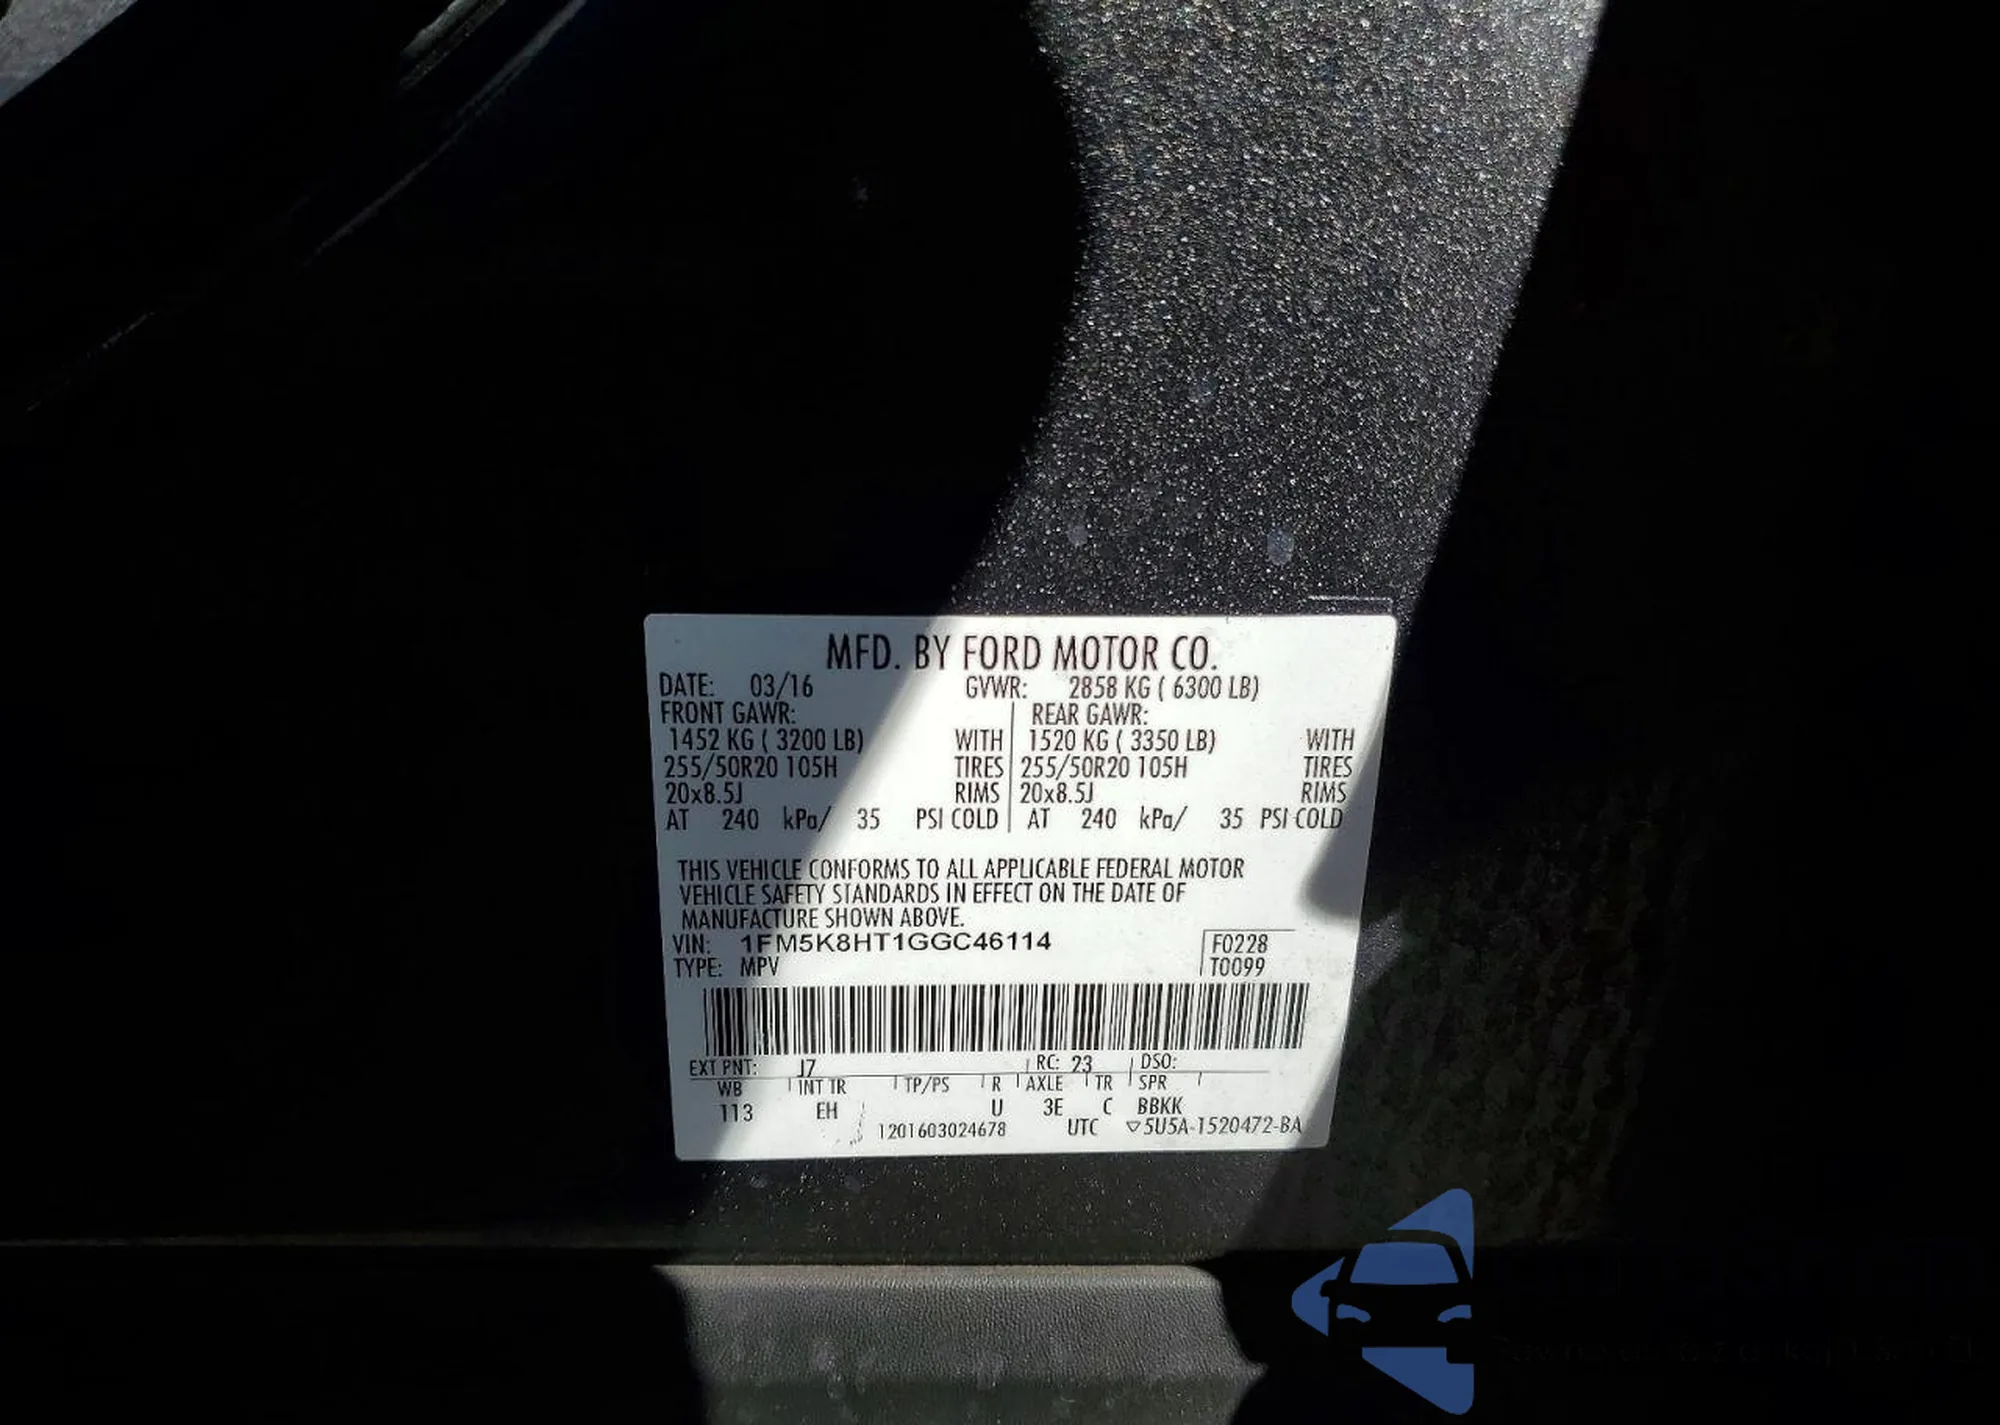 MFD. BY FORD MOTOR CO.
DATE: 03/16 GVWR: 2858 KG ( 6300 LB)
FRONT GAWR: REAR GAWR:
1452 KG ( 3200 LB) WITH 1520 KG ( 3350 LB) WITH
255/50R20 105H TIRES 255/50R20 105H TIRES
20x8.5J RIMS 20x8.5J RIMS
AT 240 kPa/ 35 PSI COLD AT 240 kPa/ 35 PSI COLD
THIS VEHICLE CONFORMS TO ALL APPLICABLE FEDERAL MOTOR
VEHICLE SAFETY STANDARDS IN EFFECT ON THE DATE OF
MANUFACTURE SHOWN ABOVE.
VIN: 1FM5K8HT1GGC46114 F0228
TYPE: MPV T0099
EXT PNT: J7 RC: 23 DSO:
WB INT TR TP/PS R AXLE TR SPR
113 EH U 3E C BBKK
1201603024678 UTC ▽5U5A-1520472-BA